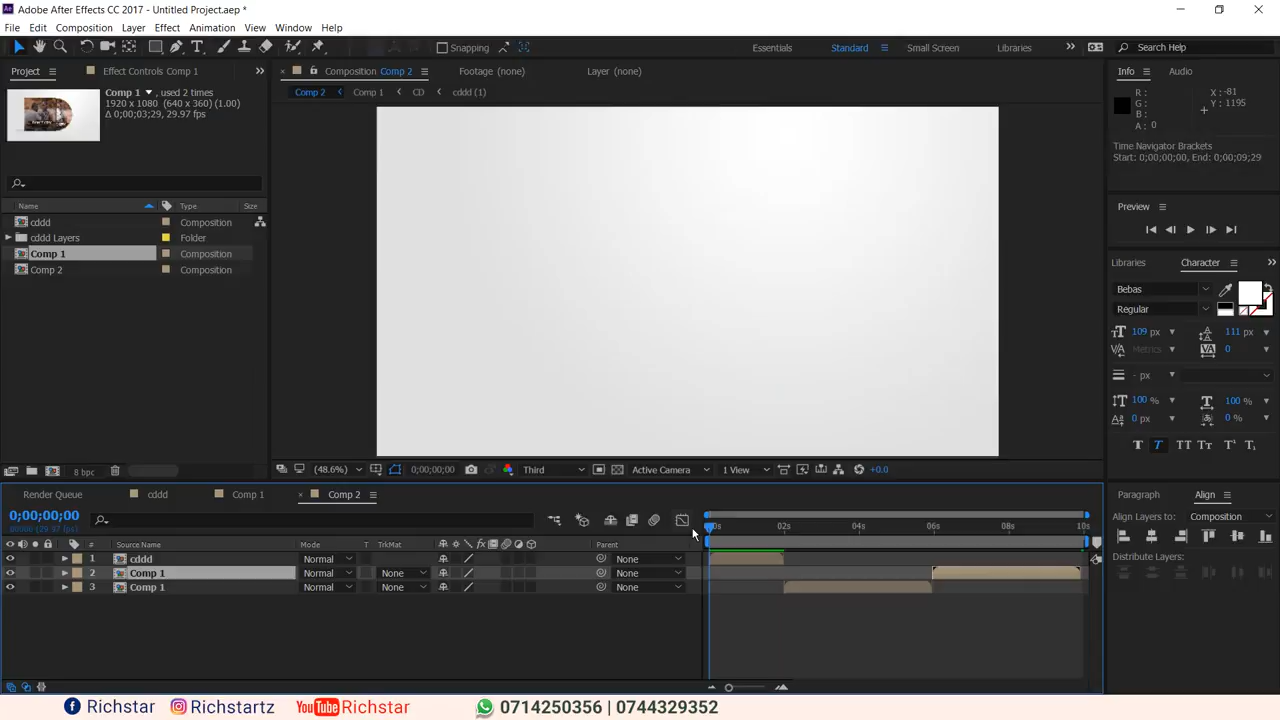 Adobe After Effects CC 2017 - Untitled Project.aep *
File Edit Composition Layer Effect Animation View Window Help
Snapping
Essentials Standard Small Screen Libraries Search Help
Project Effect Controls Comp 1
Composition Comp 2 Footage (none) Layer (none)
Info Audio
Comp 2 Comp 1 CD cddd (1)
Comp 1 ▼, used 2 times
1920 x 1080 (640 x 360) (1.00)
Δ 0;00;03;29, 29.97 fps
R : X : -81
G : Y : 1195
B :
A : 0
Time Navigator Brackets
Start: 0;00;00;00, End: 0;00;09;29
Name Type Size
cddd Composition
cddd Layers Folder
Comp 1 Composition
Comp 2 Composition
Preview
Libraries Character
Bebas
Regular
109 px 111 px
Metrics 0
- px
100 % 100 %
0 px 0 %
8 bpc
(48.6%) 0;00;00;00 Third Active Camera 1 View +0.0
Render Queue cddd Comp 1 Comp 2
Paragraph Align
0;00;00;00
00000 (29.97 fps)
0s 02s 04s 06s 08s 10s
Align Layers to: Composition
# Source Name Mode T TrkMat Parent
1 cddd Normal None
2 Comp 1 Normal None None
3 Comp 1 Normal None None
Distribute Layers:
Richstar Richstartz YouTube Richstar 0714250356 | 0744329352